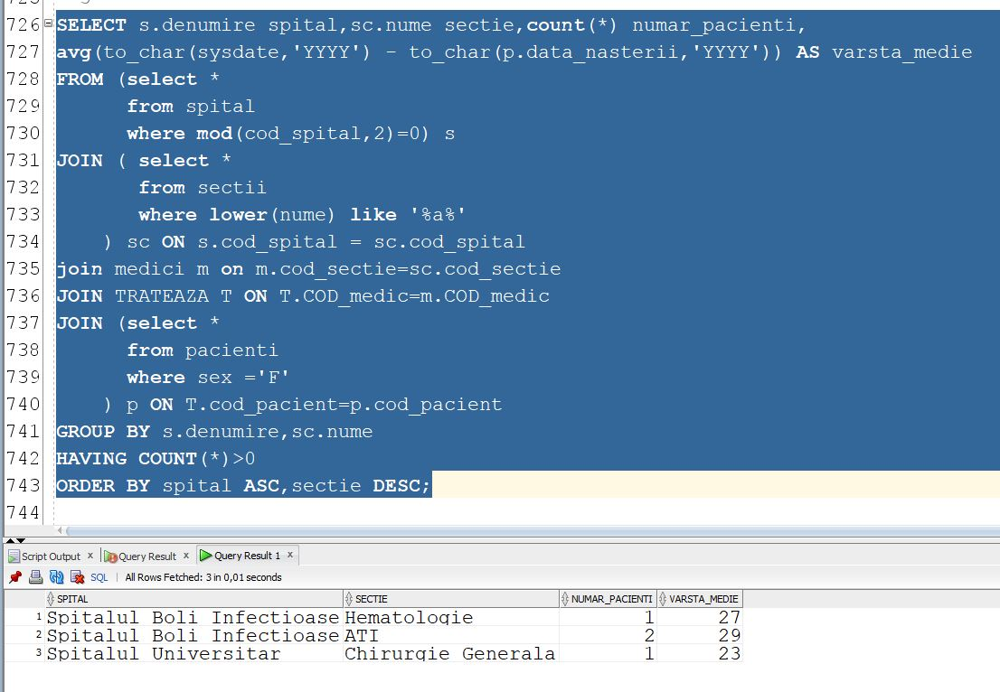 726 SELECT s.denumire spital,sc.nume sectie,count(*) numar_pacienti,
727 avg(to_char(sysdate,'YYYY') - to_char(p.data_nasterii,'YYYY')) AS varsta_medie
728 FROM (select *
729 from spital
730 where mod(cod_spital,2)=0) s
731 JOIN ( select *
732 from sectii
733 where lower(nume) like '%a%'
734 ) sc ON s.cod_spital = sc.cod_spital
735 join medici m on m.cod_sectie=sc.cod_sectie
736 JOIN TRATEAZA T ON T.COD_medic=m.COD_medic
737 JOIN (select *
738 from pacienti
739 where sex ='F'
740 ) p ON T.cod_pacient=p.cod_pacient
741 GROUP BY s.denumire,sc.nume
742 HAVING COUNT(*)>0
743 ORDER BY spital ASC,sectie DESC;
744
Script Output x Query Result x Query Result 1 x
SQL | All Rows Fetched: 3 in 0,01 seconds
SPITAL SECTIE NUMAR_PACIENTI VARSTA_MEDIE
1 Spitalul Boli Infectioase Hematologie 1 27
2 Spitalul Boli Infectioase ATI 2 29
3 Spitalul Universitar Chirurgie Generala 1 23